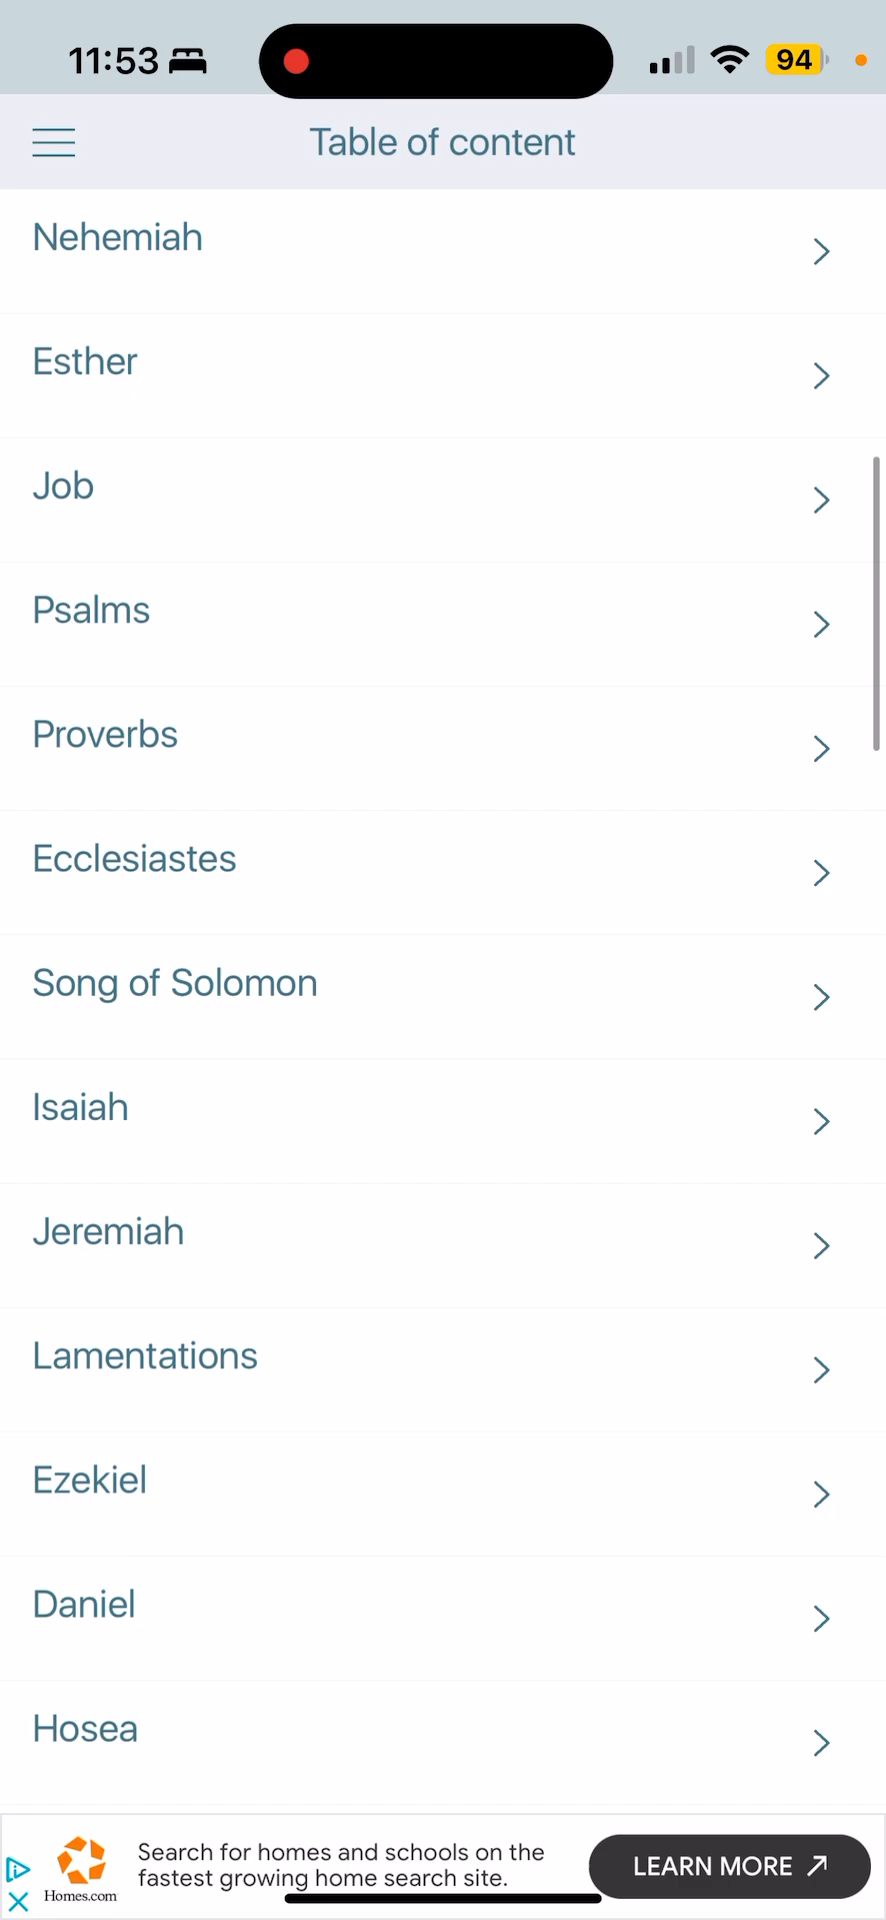 11:53
94
Table of content
Nehemiah
Esther
Job
Psalms
Proverbs
Ecclesiastes
Song of Solomon
Isaiah
Jeremiah
Lamentations
Ezekiel
Daniel
Hosea
Search for homes and schools on the
fastest growing home search site.
Homes.com
LEARN MORE